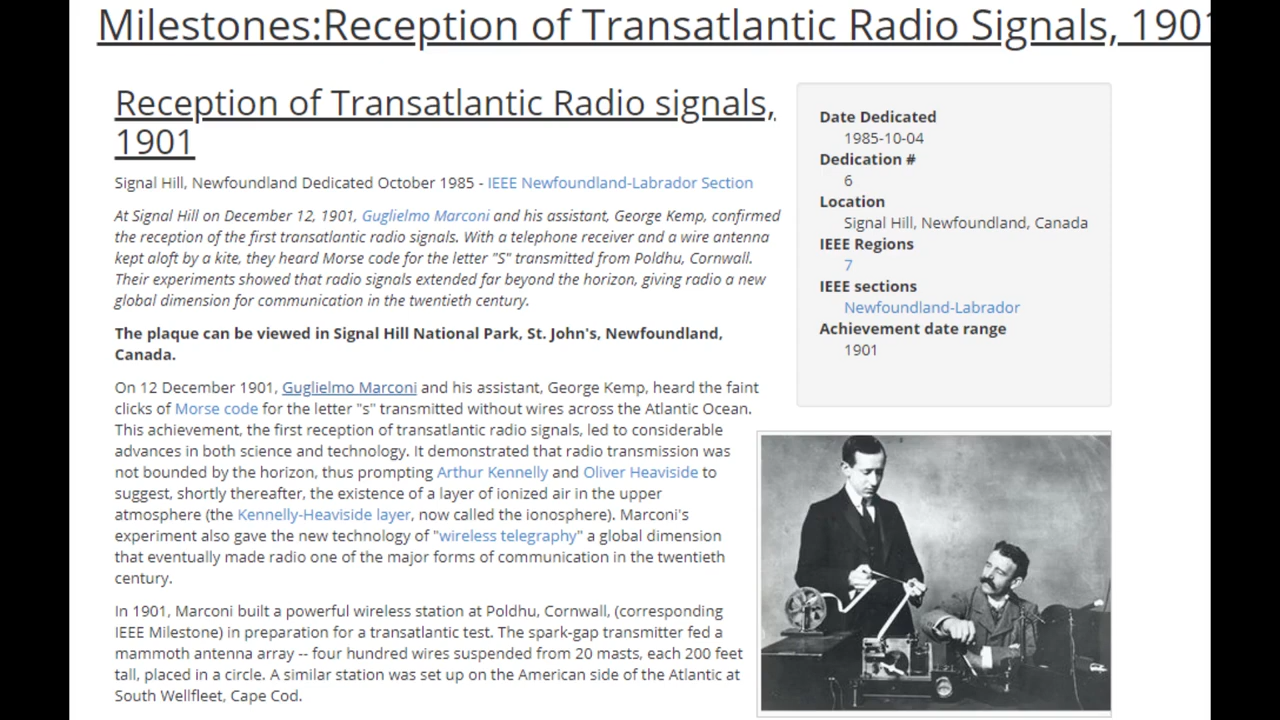 Milestones:Reception of Transatlantic Radio Signals, 1901
Reception of Transatlantic Radio signals,
1901
Signal Hill, Newfoundland Dedicated October 1985 - IEEE Newfoundland-Labrador Section
At Signal Hill on December 12, 1901, Guglielmo Marconi and his assistant, George Kemp, confirmed
the reception of the first transatlantic radio signals. With a telephone receiver and a wire antenna
kept aloft by a kite, they heard Morse code for the letter "S" transmitted from Poldhu, Cornwall.
Their experiments showed that radio signals extended far beyond the horizon, giving radio a new
global dimension for communication in the twentieth century.
The plaque can be viewed in Signal Hill National Park, St. John's, Newfoundland,
Canada.
On 12 December 1901, Guglielmo Marconi and his assistant, George Kemp, heard the faint
clicks of Morse code for the letter "s" transmitted without wires across the Atlantic Ocean.
This achievement, the first reception of transatlantic radio signals, led to considerable
advances in both science and technology. It demonstrated that radio transmission was
not bounded by the horizon, thus prompting Arthur Kennelly and Oliver Heaviside to
suggest, shortly thereafter, the existence of a layer of ionized air in the upper
atmosphere (the Kennelly-Heaviside layer, now called the ionosphere). Marconi's
experiment also gave the new technology of "wireless telegraphy" a global dimension
that eventually made radio one of the major forms of communication in the twentieth
century.
In 1901, Marconi built a powerful wireless station at Poldhu, Cornwall, (corresponding
IEEE Milestone) in preparation for a transatlantic test. The spark-gap transmitter fed a
mammoth antenna array -- four hundred wires suspended from 20 masts, each 200 feet
tall, placed in a circle. A similar station was set up on the American side of the Atlantic at
South Wellfleet, Cape Cod.
Date Dedicated
1985-10-04
Dedication #
6
Location
Signal Hill, Newfoundland, Canada
IEEE Regions
7
IEEE sections
Newfoundland-Labrador
Achievement date range
1901